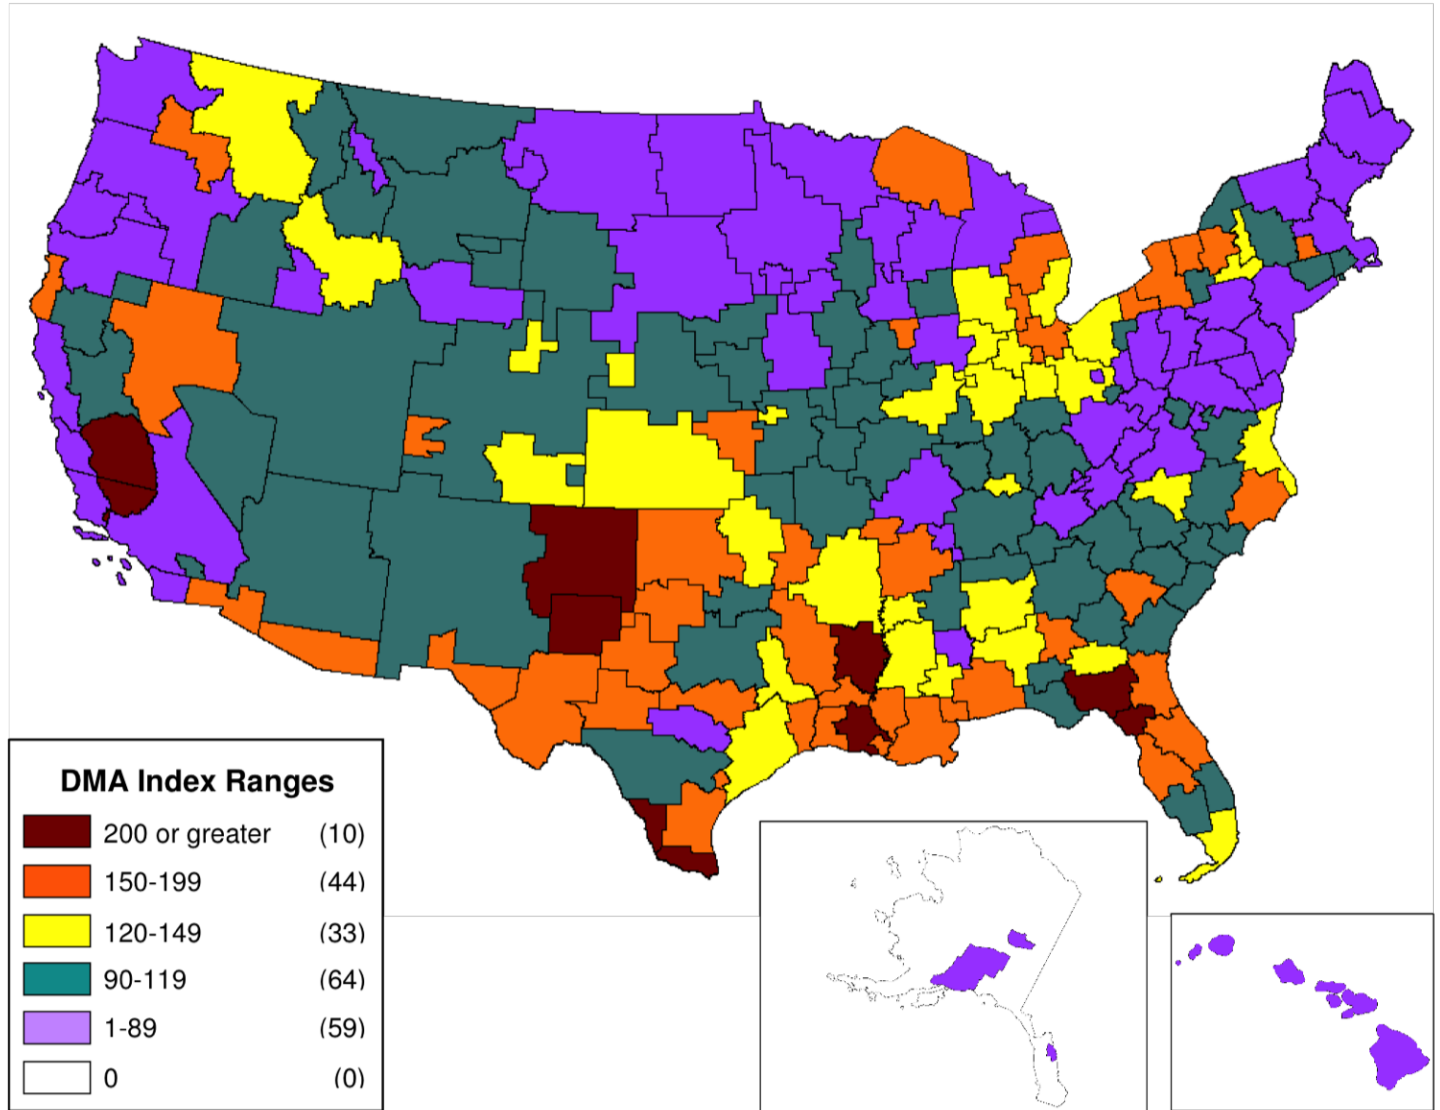 DMA Index Ranges
200 or greater (10)
150-199 (44)
120-149 (33)
90-119 (64)
1-89 (59)
0 (0)